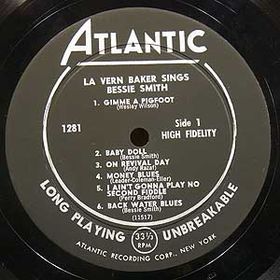 ATLANTIC
LA VERN BAKER SINGS
BESSIE SMITH
1. GIMME A PIGFOOT
(Wesley Wilson)
1281
Side 1
HIGH FIDELITY
2. BABY DOLL
(Bessie Smith)
3. ON REVIVAL DAY
(Andy Razaf)
4. MONEY BLUES
(Leader-Coleman-Eller)
5. I AIN'T GONNA PLAY NO
SECOND FIDDLE
(Perry Bradford)
6. BACK WATER BLUES
(Bessie Smith)
(11517)
LONG PLAYING 33⅓ RPM UNBREAKABLE
ATLANTIC RECORDING CORP., NEW YORK